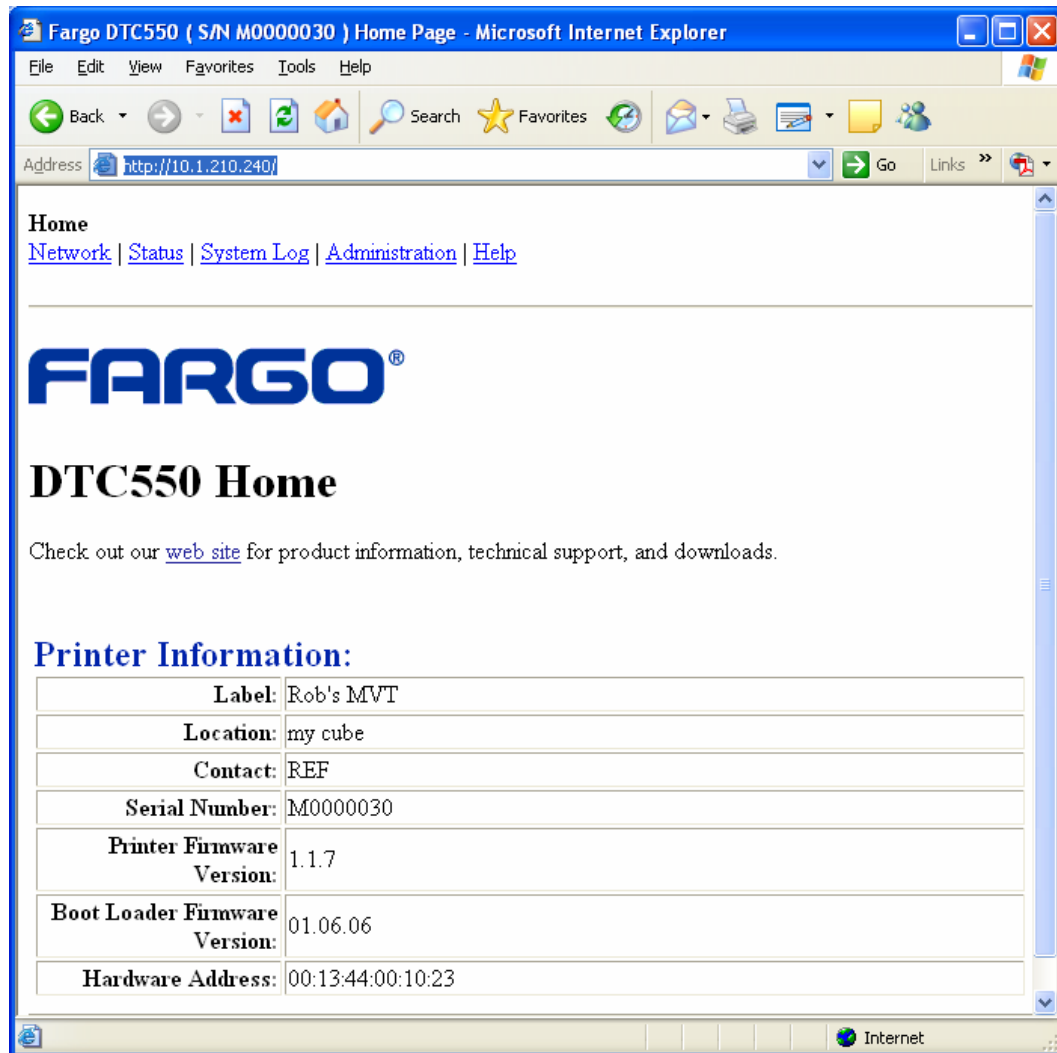 Fargo DTC550 ( S/N M0000030 ) Home Page - Microsoft Internet Explorer
File Edit View Favorites Tools Help
Back Search Favorites
Address http://10.1.210.240/ Go Links »
Home
Network | Status | System Log | Administration | Help
FARGO®
DTC550 Home
Check out our web site for product information, technical support, and downloads.
Printer Information:
Label: Rob's MVT
Location: my cube
Contact: REF
Serial Number: M0000030
Printer Firmware
Version: 1.1.7
Boot Loader Firmware
Version: 01.06.06
Hardware Address: 00:13:44:00:10:23
Internet